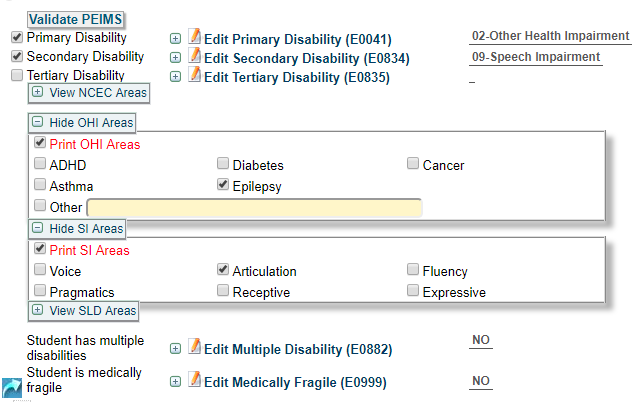 Validate PEIMS
Primary Disability Edit Primary Disability (E0041) 02-Other Health Impairment
Secondary Disability Edit Secondary Disability (E0834) 09-Speech Impairment
Tertiary Disability Edit Tertiary Disability (E0835) _
View NCEC Areas
Hide OHI Areas
Print OHI Areas
ADHD Diabetes Cancer
Asthma Epilepsy
Other
Hide SI Areas
Print SI Areas
Voice Articulation Fluency
Pragmatics Receptive Expressive
View SLD Areas
Student has multiple
disabilities Edit Multiple Disability (E0882) NO
Student is medically
fragile Edit Medically Fragile (E0999) NO